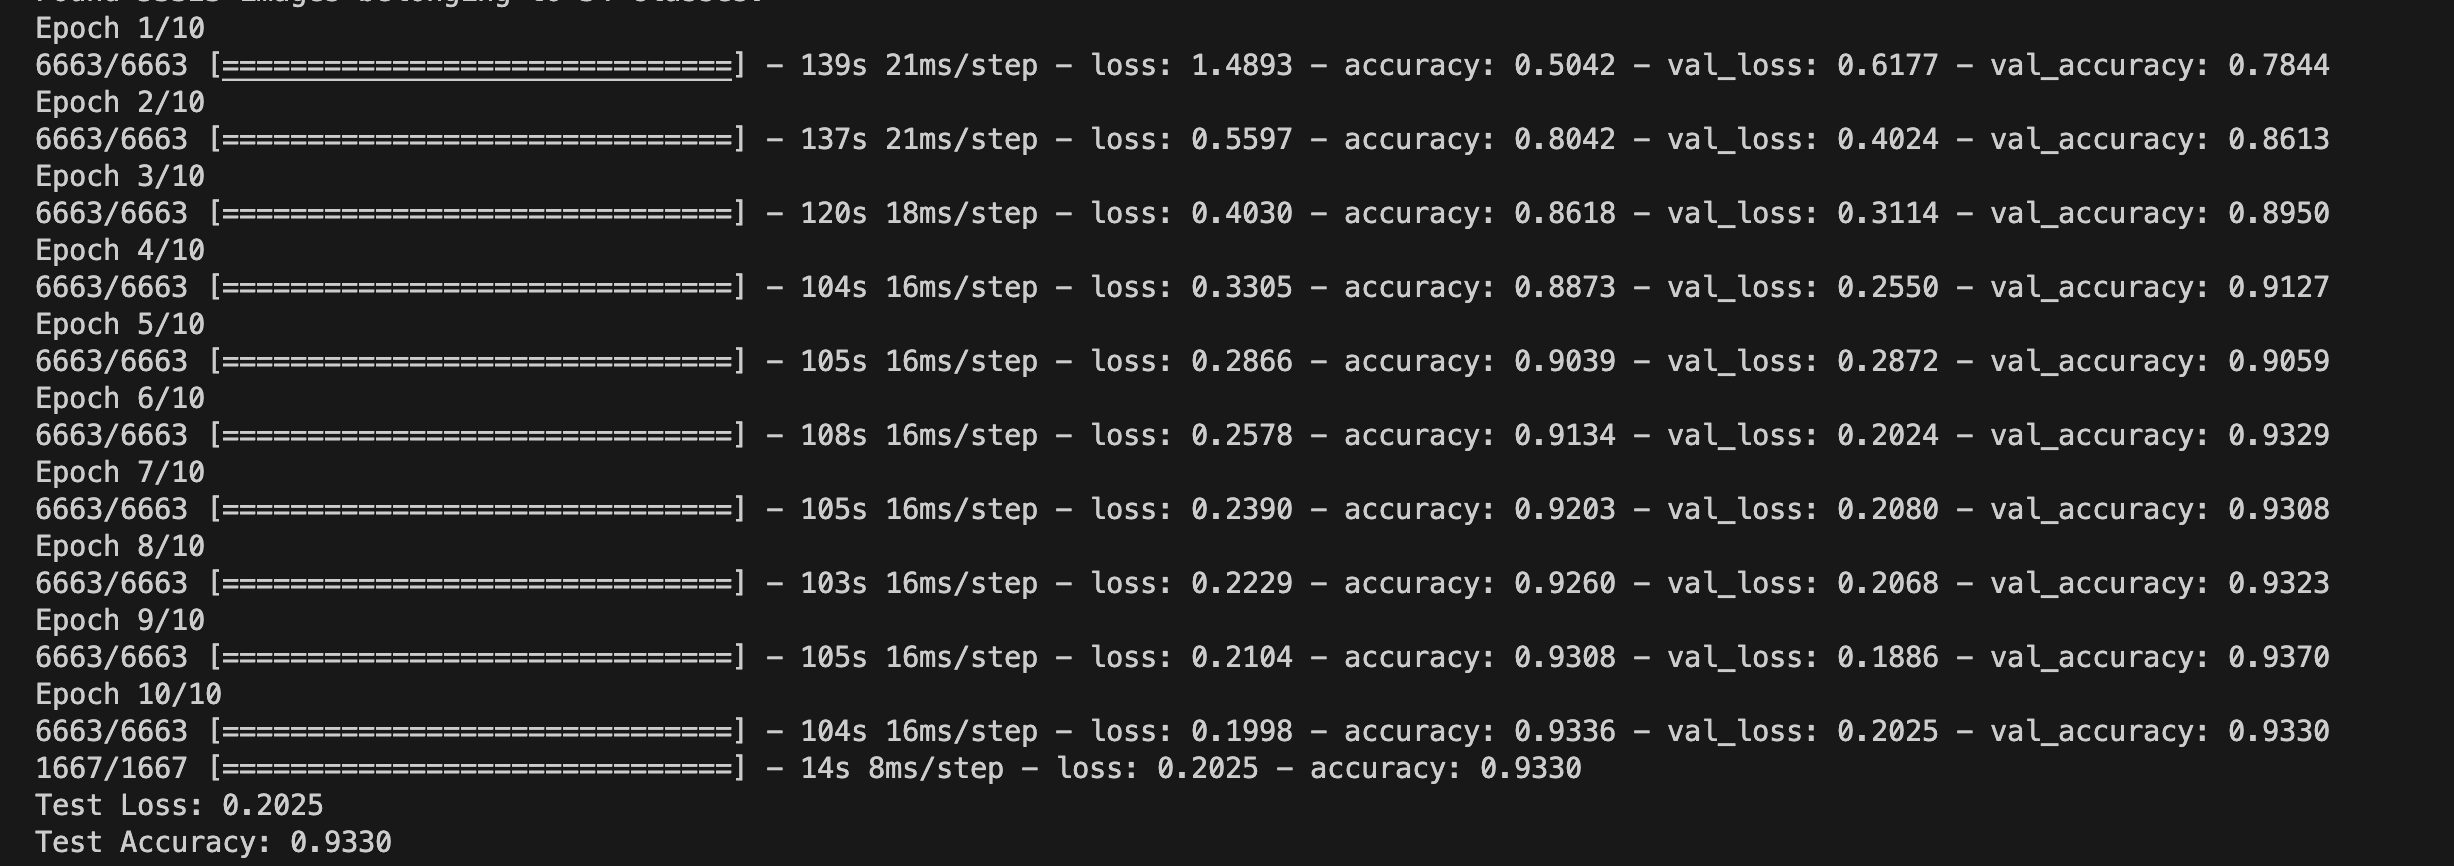 Epoch 1/10
6663/6663 [==============================] - 139s 21ms/step - loss: 1.4893 - accuracy: 0.5042 - val_loss: 0.6177 - val_accuracy: 0.7844
Epoch 2/10
6663/6663 [==============================] - 137s 21ms/step - loss: 0.5597 - accuracy: 0.8042 - val_loss: 0.4024 - val_accuracy: 0.8613
Epoch 3/10
6663/6663 [==============================] - 120s 18ms/step - loss: 0.4030 - accuracy: 0.8618 - val_loss: 0.3114 - val_accuracy: 0.8950
Epoch 4/10
6663/6663 [==============================] - 104s 16ms/step - loss: 0.3305 - accuracy: 0.8873 - val_loss: 0.2550 - val_accuracy: 0.9127
Epoch 5/10
6663/6663 [==============================] - 105s 16ms/step - loss: 0.2866 - accuracy: 0.9039 - val_loss: 0.2872 - val_accuracy: 0.9059
Epoch 6/10
6663/6663 [==============================] - 108s 16ms/step - loss: 0.2578 - accuracy: 0.9134 - val_loss: 0.2024 - val_accuracy: 0.9329
Epoch 7/10
6663/6663 [==============================] - 105s 16ms/step - loss: 0.2390 - accuracy: 0.9203 - val_loss: 0.2080 - val_accuracy: 0.9308
Epoch 8/10
6663/6663 [==============================] - 103s 16ms/step - loss: 0.2229 - accuracy: 0.9260 - val_loss: 0.2068 - val_accuracy: 0.9323
Epoch 9/10
6663/6663 [==============================] - 105s 16ms/step - loss: 0.2104 - accuracy: 0.9308 - val_loss: 0.1886 - val_accuracy: 0.9370
Epoch 10/10
6663/6663 [==============================] - 104s 16ms/step - loss: 0.1998 - accuracy: 0.9336 - val_loss: 0.2025 - val_accuracy: 0.9330
1667/1667 [==============================] - 14s 8ms/step - loss: 0.2025 - accuracy: 0.9330
Test Loss: 0.2025
Test Accuracy: 0.9330